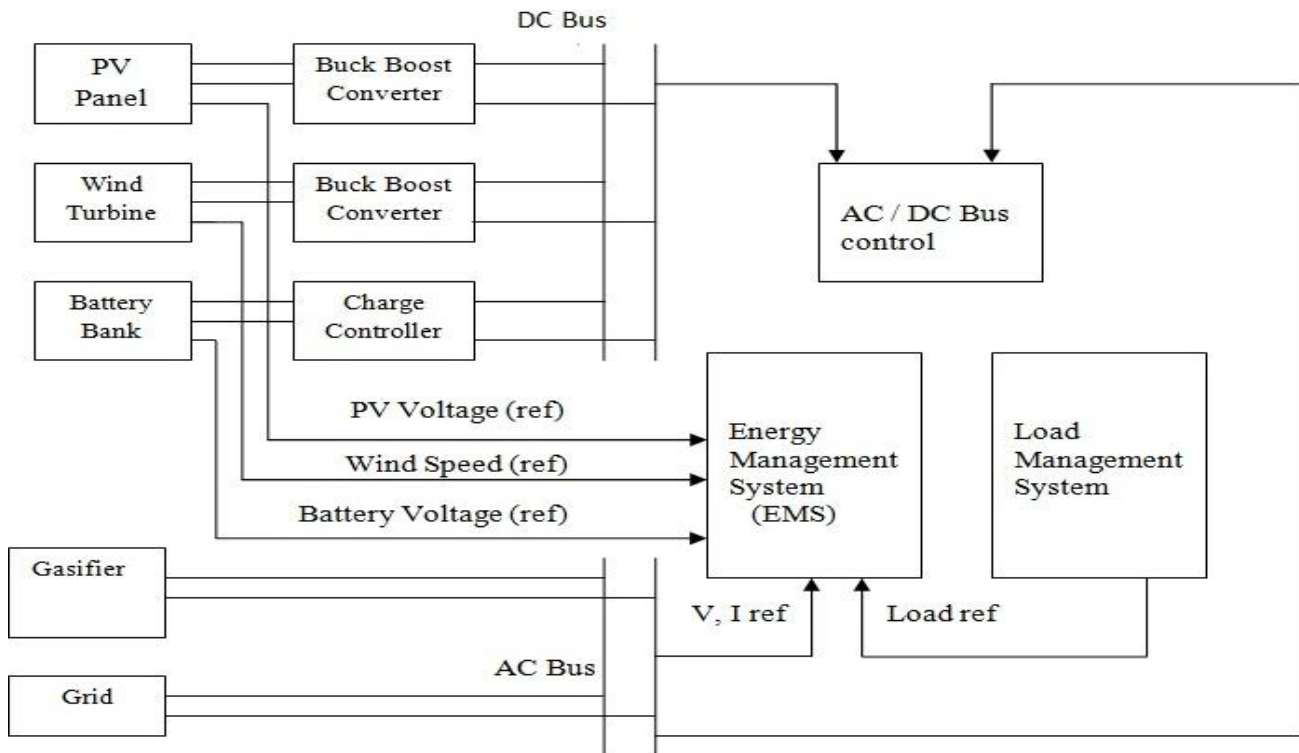 DC Bus
PV
Panel
Buck Boost
Converter
Wind
Turbine
Buck Boost
Converter
AC / DC Bus
control
Battery
Bank
Charge
Controller
PV Voltage (ref)
Wind Speed (ref)
Battery Voltage (ref)
Energy
Management
System
(EMS)
Load
Management
System
Gasifier
V, I ref
Load ref
AC Bus
Grid